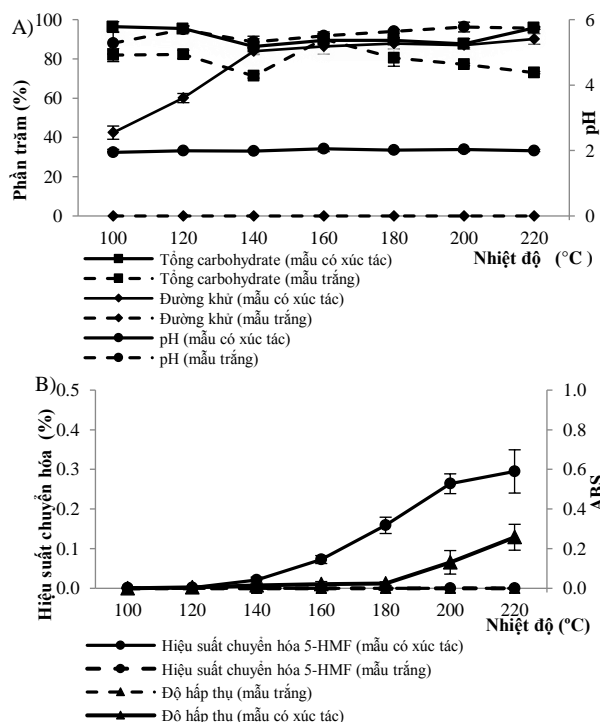 A)
Phần trăm (%)
100
80
60
40
20
0
6
4
2
0
pH
100 120 140 160 180 200 220
Nhiệt độ (°C )
Tổng carbohydrate (mẫu có xúc tác)
Tổng carbohydrate (mẫu trắng)
Đường khử (mẫu có xúc tác)
Đường khử (mẫu trắng)
pH (mẫu có xúc tác)
pH (mẫu trắng)
B)
Hiệu suất chuyển hóa (%)
0.5
0.4
0.3
0.2
0.1
0.0
1.0
0.8
0.6
0.4
0.2
0.0
ABS
100 120 140 160 180 200 220
Nhiệt độ (ºC)
Hiệu suất chuyển hóa 5-HMF (mẫu có xúc tác)
Hiệu suất chuyển hóa 5-HMF (mẫu trắng)
Độ hấp thụ (mẫu trắng)
Độ hấp thụ (mẫu có xúc tác)